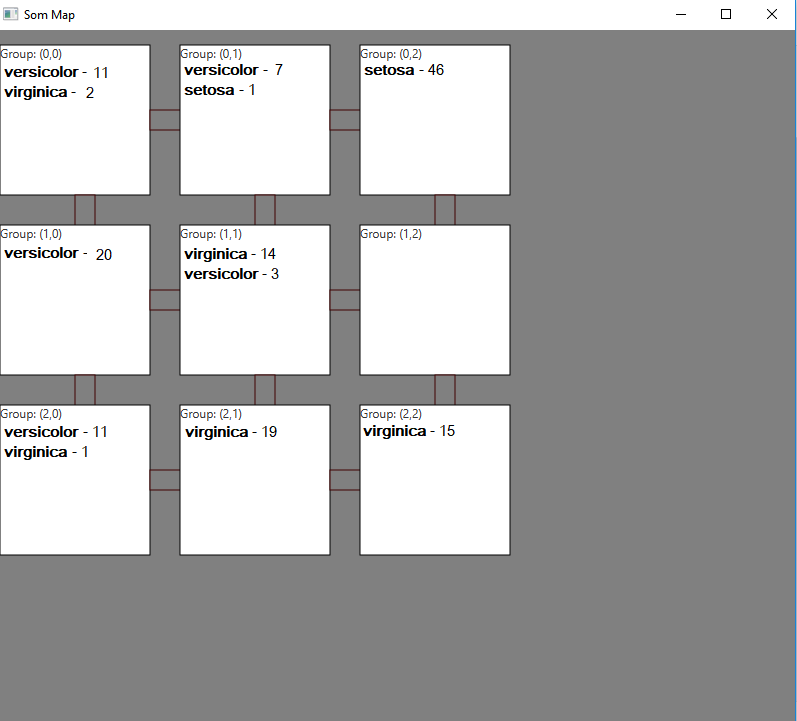 Som Map
Group: (0,0)
versicolor - 11
virginica - 2
Group: (0,1)
versicolor - 7
setosa - 1
Group: (0,2)
setosa - 46
Group: (1,0)
versicolor - 20
Group: (1,1)
virginica - 14
versicolor - 3
Group: (1,2)
Group: (2,0)
versicolor - 11
virginica - 1
Group: (2,1)
virginica - 19
Group: (2,2)
virginica - 15